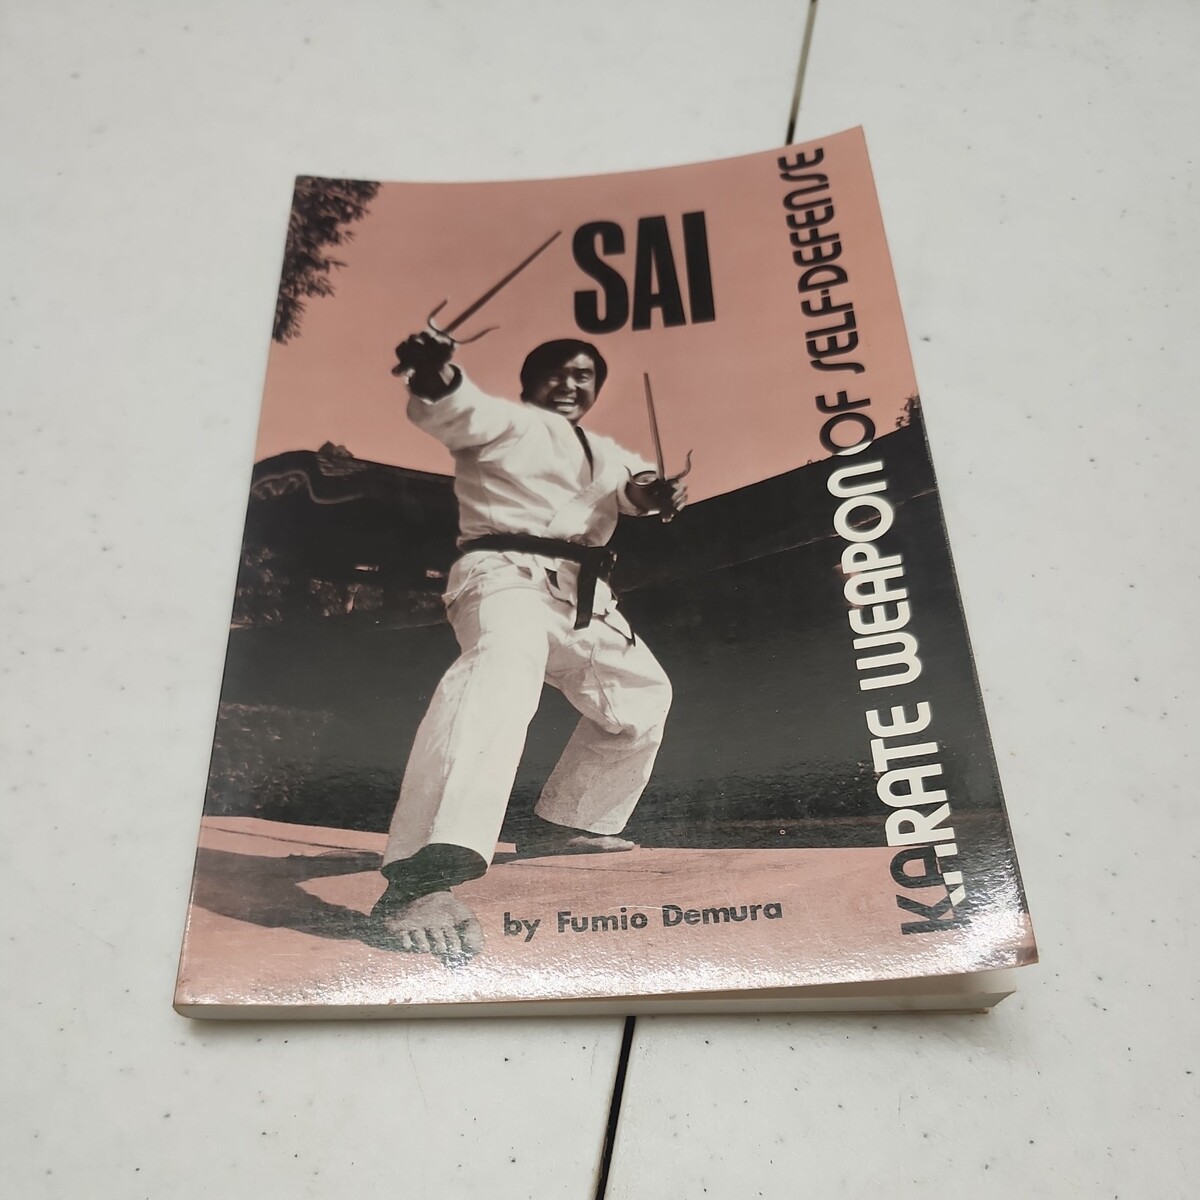 SAI
KARATE WEAPON OF SELF-DEFENSE
by Fumio Demura